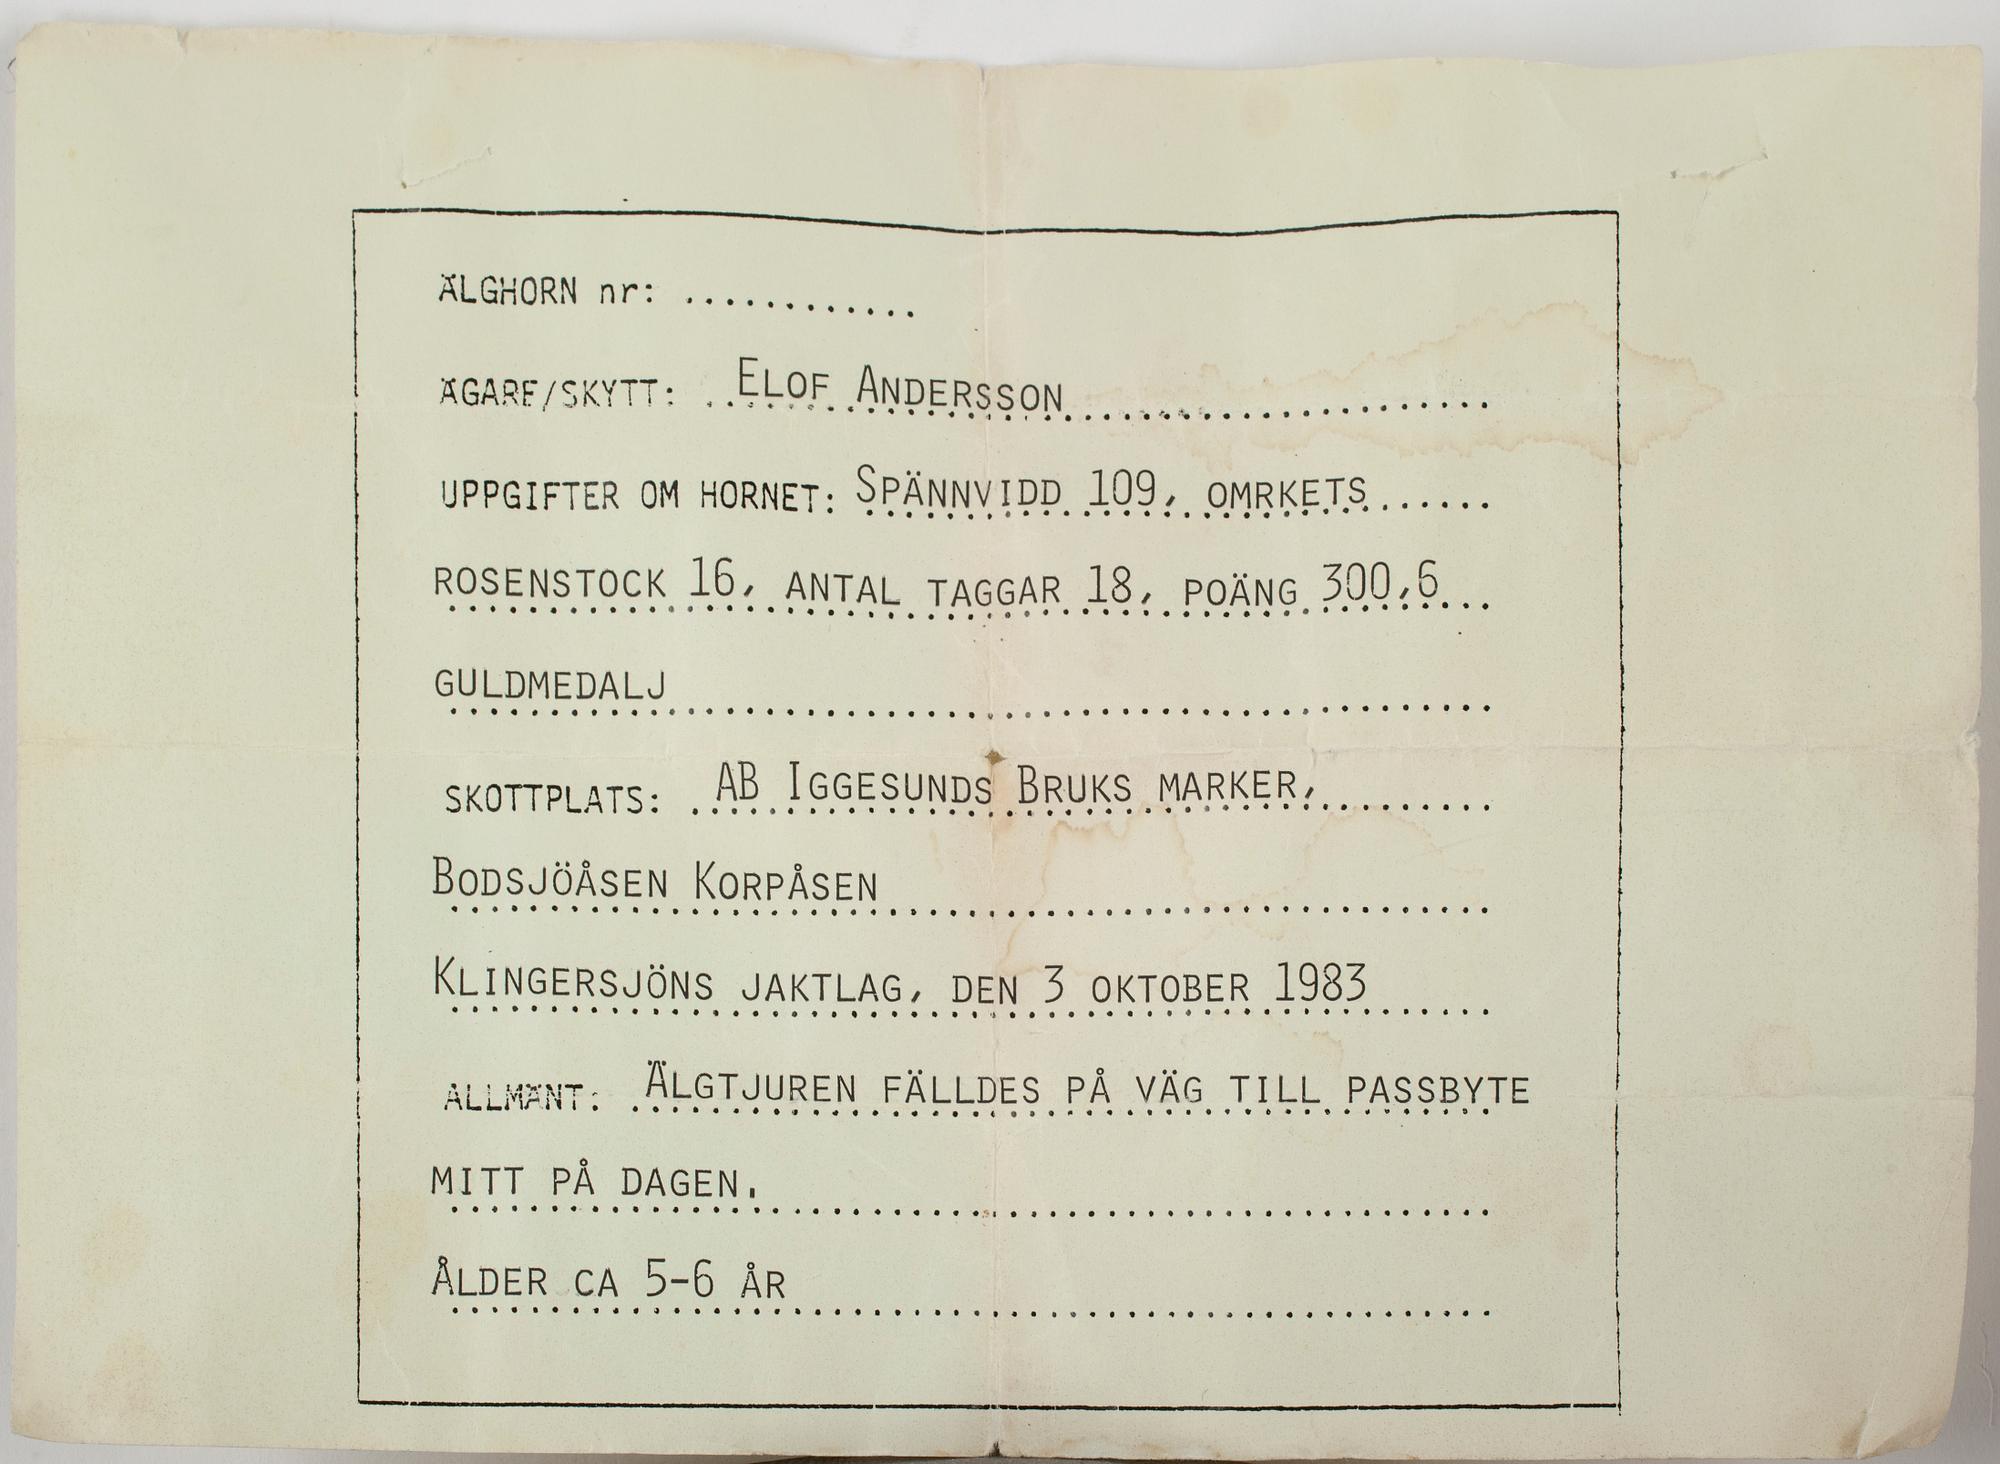 ÄLGHORN nr: ............
ÄGARE/SKYTT: ELOF ANDERSSON
UPPGIFTER OM HORNET: SPÄNNVIDD 109, OMRKETS
ROSENSTOCK 16, ANTAL TAGGAR 18, POÄNG 300,6
GULDMEDALJ
SKOTTPLATS: AB IGGESUNDS BRUKS MARKER,
BODSJÖÅSEN KORPÅSEN
KLINGERSJÖNS JAKTLAG, DEN 3 OKTOBER 1983
ALLMÄNT: ÄLGTJUREN FÄLLDES PÅ VÄG TILL PASSBYTE
MITT PÅ DAGEN.
ÅLDER CA 5-6 ÅR